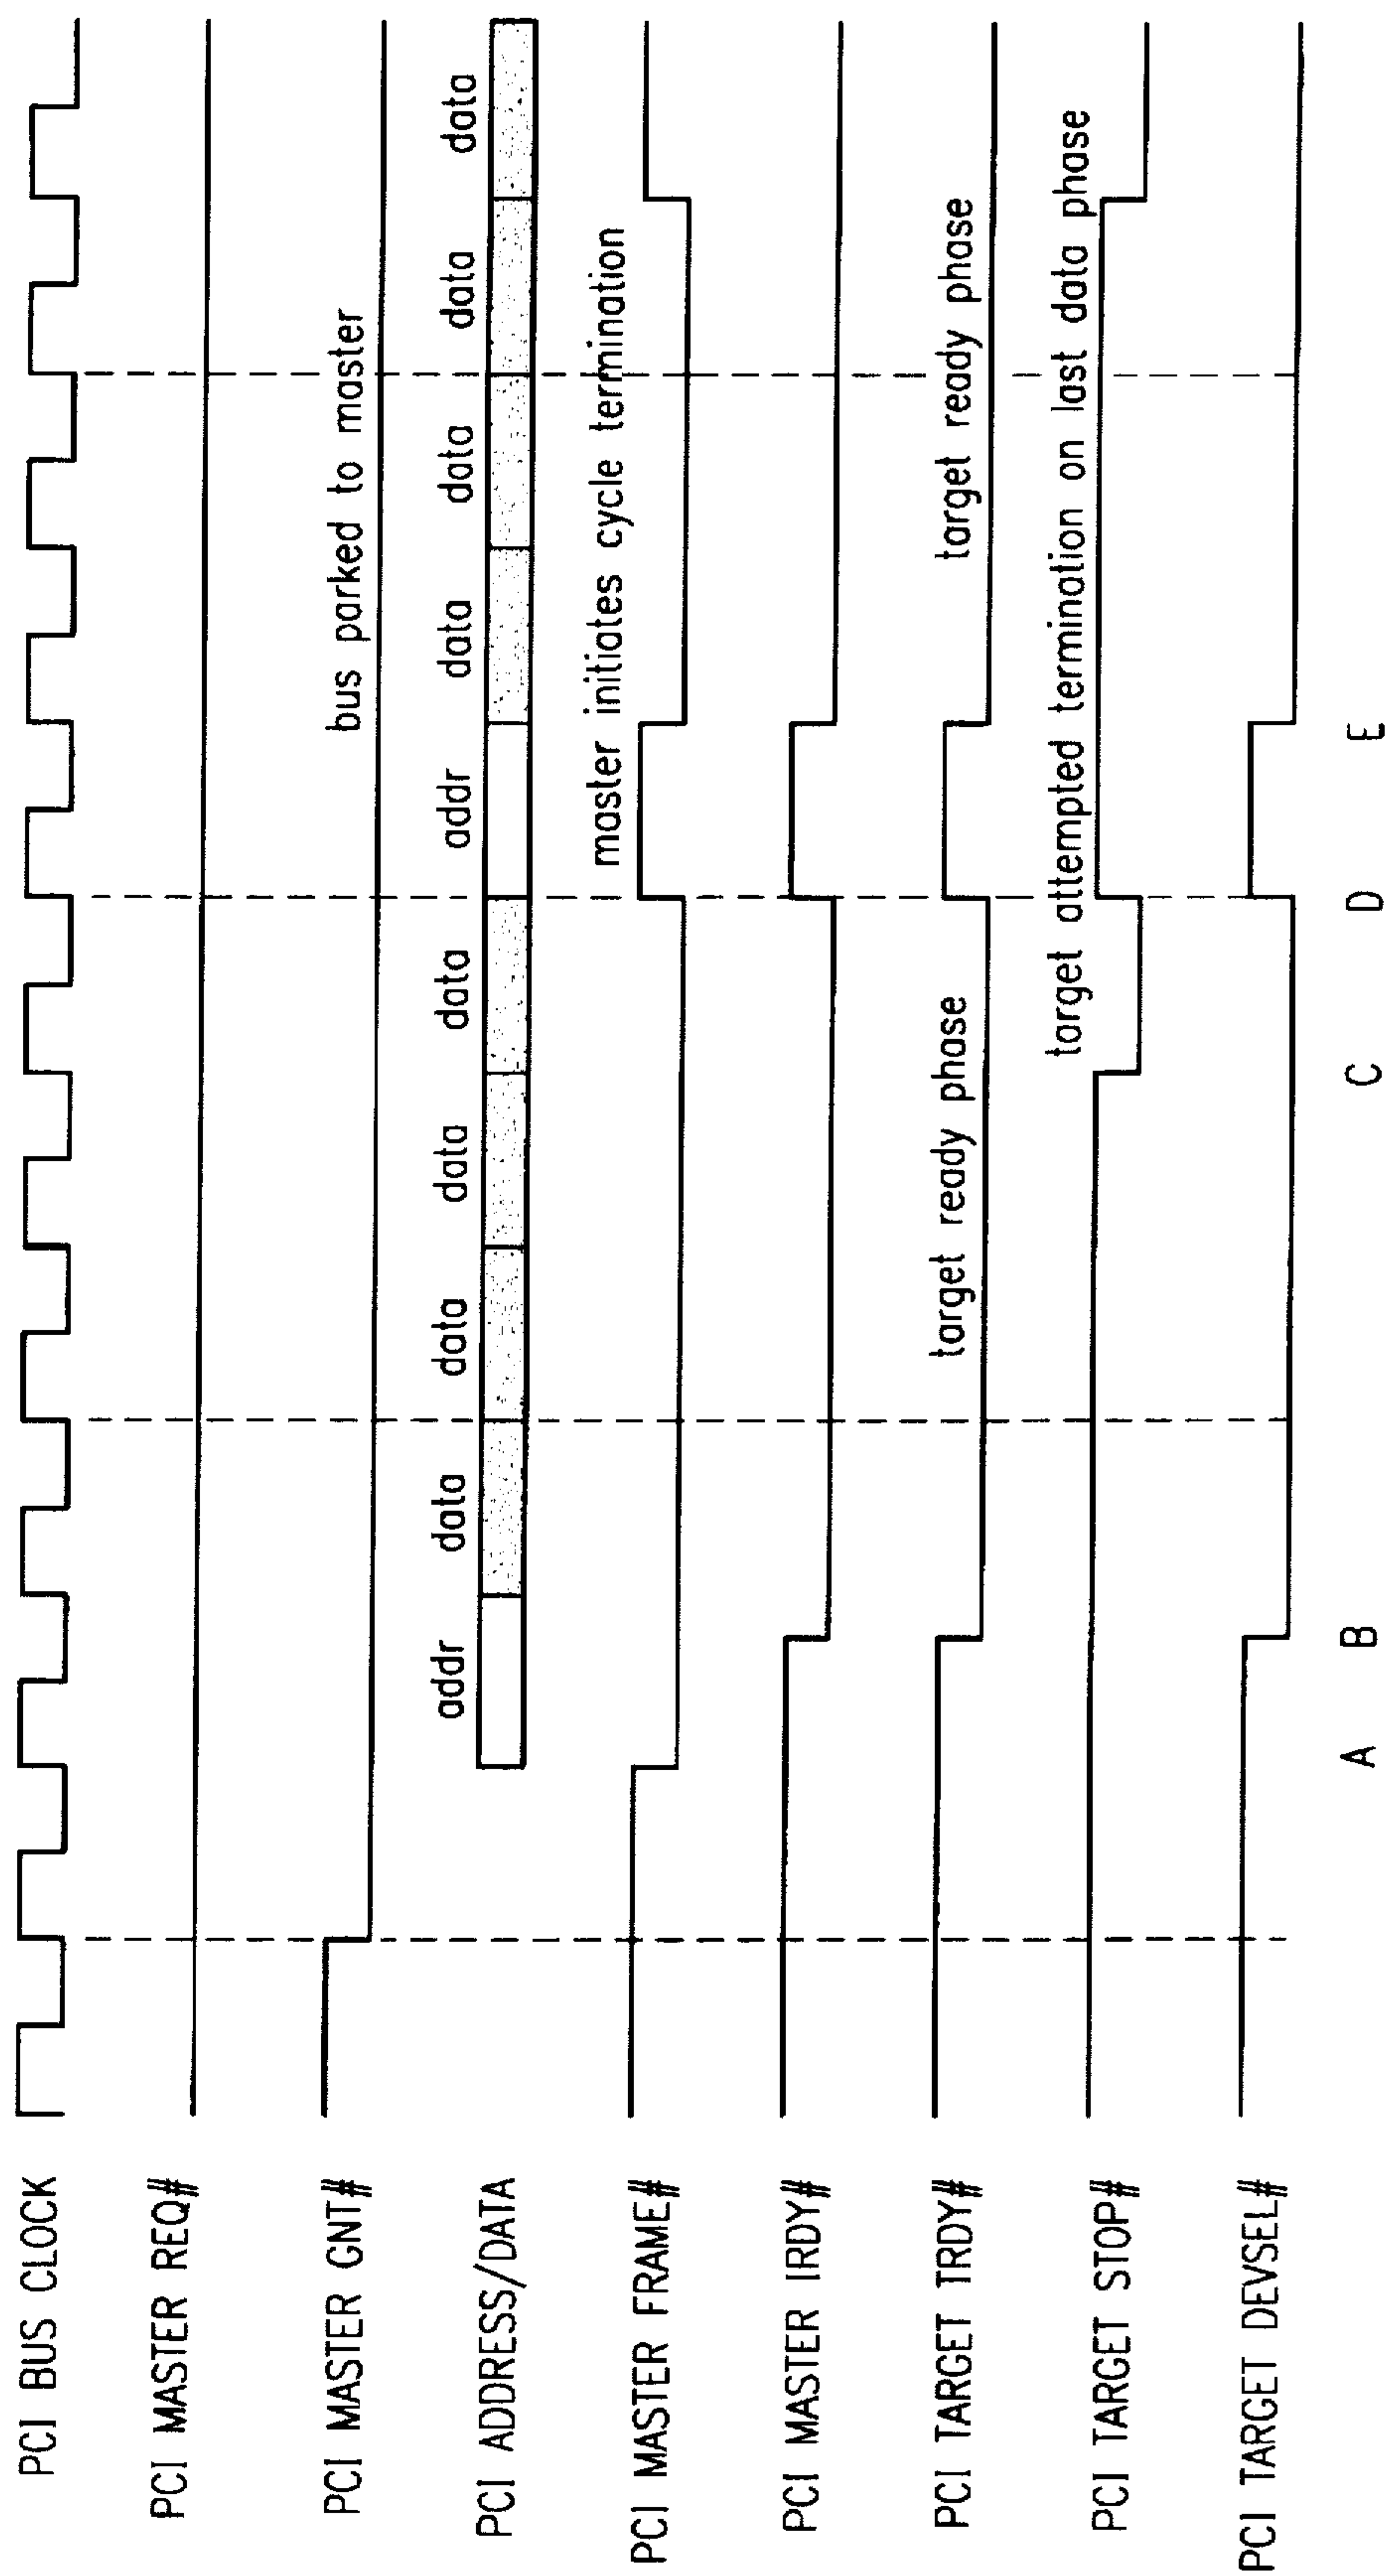 PCI BUS CLOCK
PCI MASTER REQ#
PCI MASTER GNT#
bus parked to master
addr data data data data addr data data data data
PCI ADDRESS/DATA
master initiates cycle termination
PCI MASTER FRAME#
PCI MASTER IRDY#
target ready phase target ready phase
PCI TARGET TRDY#
target attempted termination on last data phase
PCI TARGET STOP#
PCI TARGET DEVSEL#
A B C D E